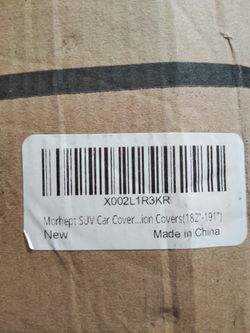 X002L1R3KR
Morhept SUV Car Cover...ion Covers(182"-191")
New Made in China